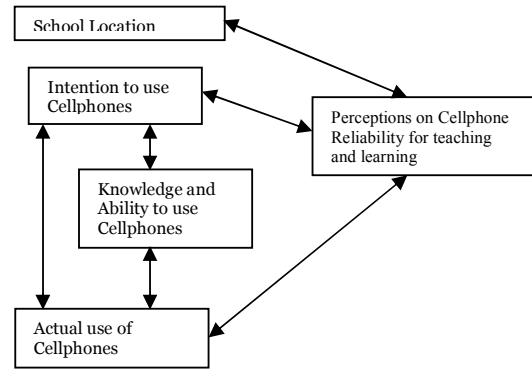 School Location
Intention to use
Cellphones
Perceptions on Cellphone
Reliability for teaching
and learning
Knowledge and
Ability to use
Cellphones
Actual use of
Cellphones